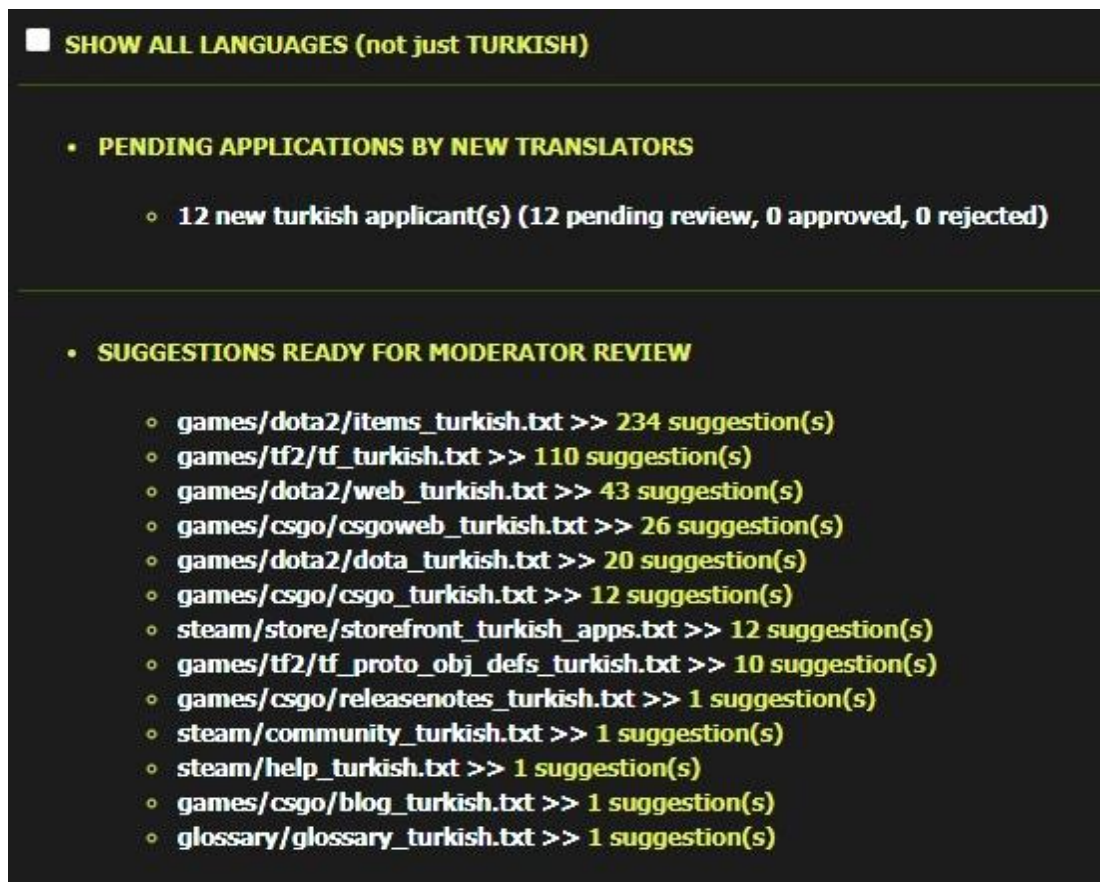 SHOW ALL LANGUAGES (not just TURKISH)
• PENDING APPLICATIONS BY NEW TRANSLATORS
◦ 12 new turkish applicant(s) (12 pending review, 0 approved, 0 rejected)
• SUGGESTIONS READY FOR MODERATOR REVIEW
◦ games/dota2/items_turkish.txt >> 234 suggestion(s)
◦ games/tf2/tf_turkish.txt >> 110 suggestion(s)
◦ games/dota2/web_turkish.txt >> 43 suggestion(s)
◦ games/csgo/csgoweb_turkish.txt >> 26 suggestion(s)
◦ games/dota2/dota_turkish.txt >> 20 suggestion(s)
◦ games/csgo/csgo_turkish.txt >> 12 suggestion(s)
◦ steam/store/storefront_turkish_apps.txt >> 12 suggestion(s)
◦ games/tf2/tf_proto_obj_defs_turkish.txt >> 10 suggestion(s)
◦ games/csgo/releasenotes_turkish.txt >> 1 suggestion(s)
◦ steam/community_turkish.txt >> 1 suggestion(s)
◦ steam/help_turkish.txt >> 1 suggestion(s)
◦ games/csgo/blog_turkish.txt >> 1 suggestion(s)
◦ glossary/glossary_turkish.txt >> 1 suggestion(s)